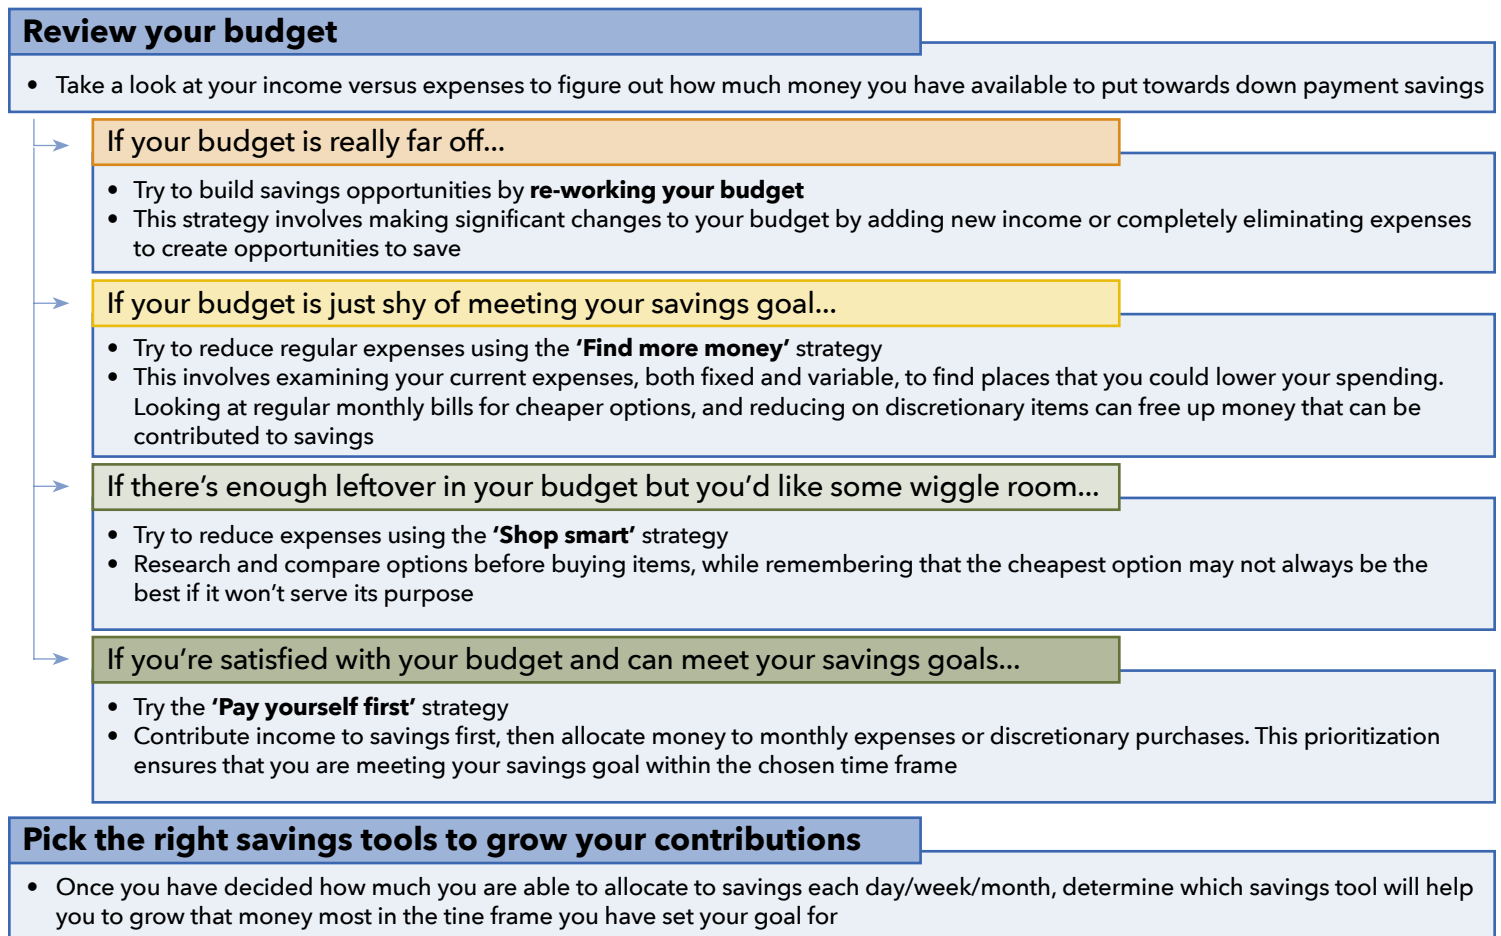 Review your budget
• Take a look at your income versus expenses to figure out how much money you have available to put towards down payment savings
If your budget is really far off...
• Try to build savings opportunities by re-working your budget
• This strategy involves making significant changes to your budget by adding new income or completely eliminating expenses
to create opportunities to save
If your budget is just shy of meeting your savings goal...
• Try to reduce regular expenses using the ‘Find more money’ strategy
• This involves examining your current expenses, both fixed and variable, to find places that you could lower your spending.
Looking at regular monthly bills for cheaper options, and reducing on discretionary items can free up money that can be
contributed to savings
If there’s enough leftover in your budget but you’d like some wiggle room...
• Try to reduce expenses using the ‘Shop smart’ strategy
• Research and compare options before buying items, while remembering that the cheapest option may not always be the
best if it won’t serve its purpose
If you’re satisfied with your budget and can meet your savings goals...
• Try the ‘Pay yourself first’ strategy
• Contribute income to savings first, then allocate money to monthly expenses or discretionary purchases. This prioritization
ensures that you are meeting your savings goal within the chosen time frame
Pick the right savings tools to grow your contributions
• Once you have decided how much you are able to allocate to savings each day/week/month, determine which savings tool will help
you to grow that money most in the tine frame you have set your goal for